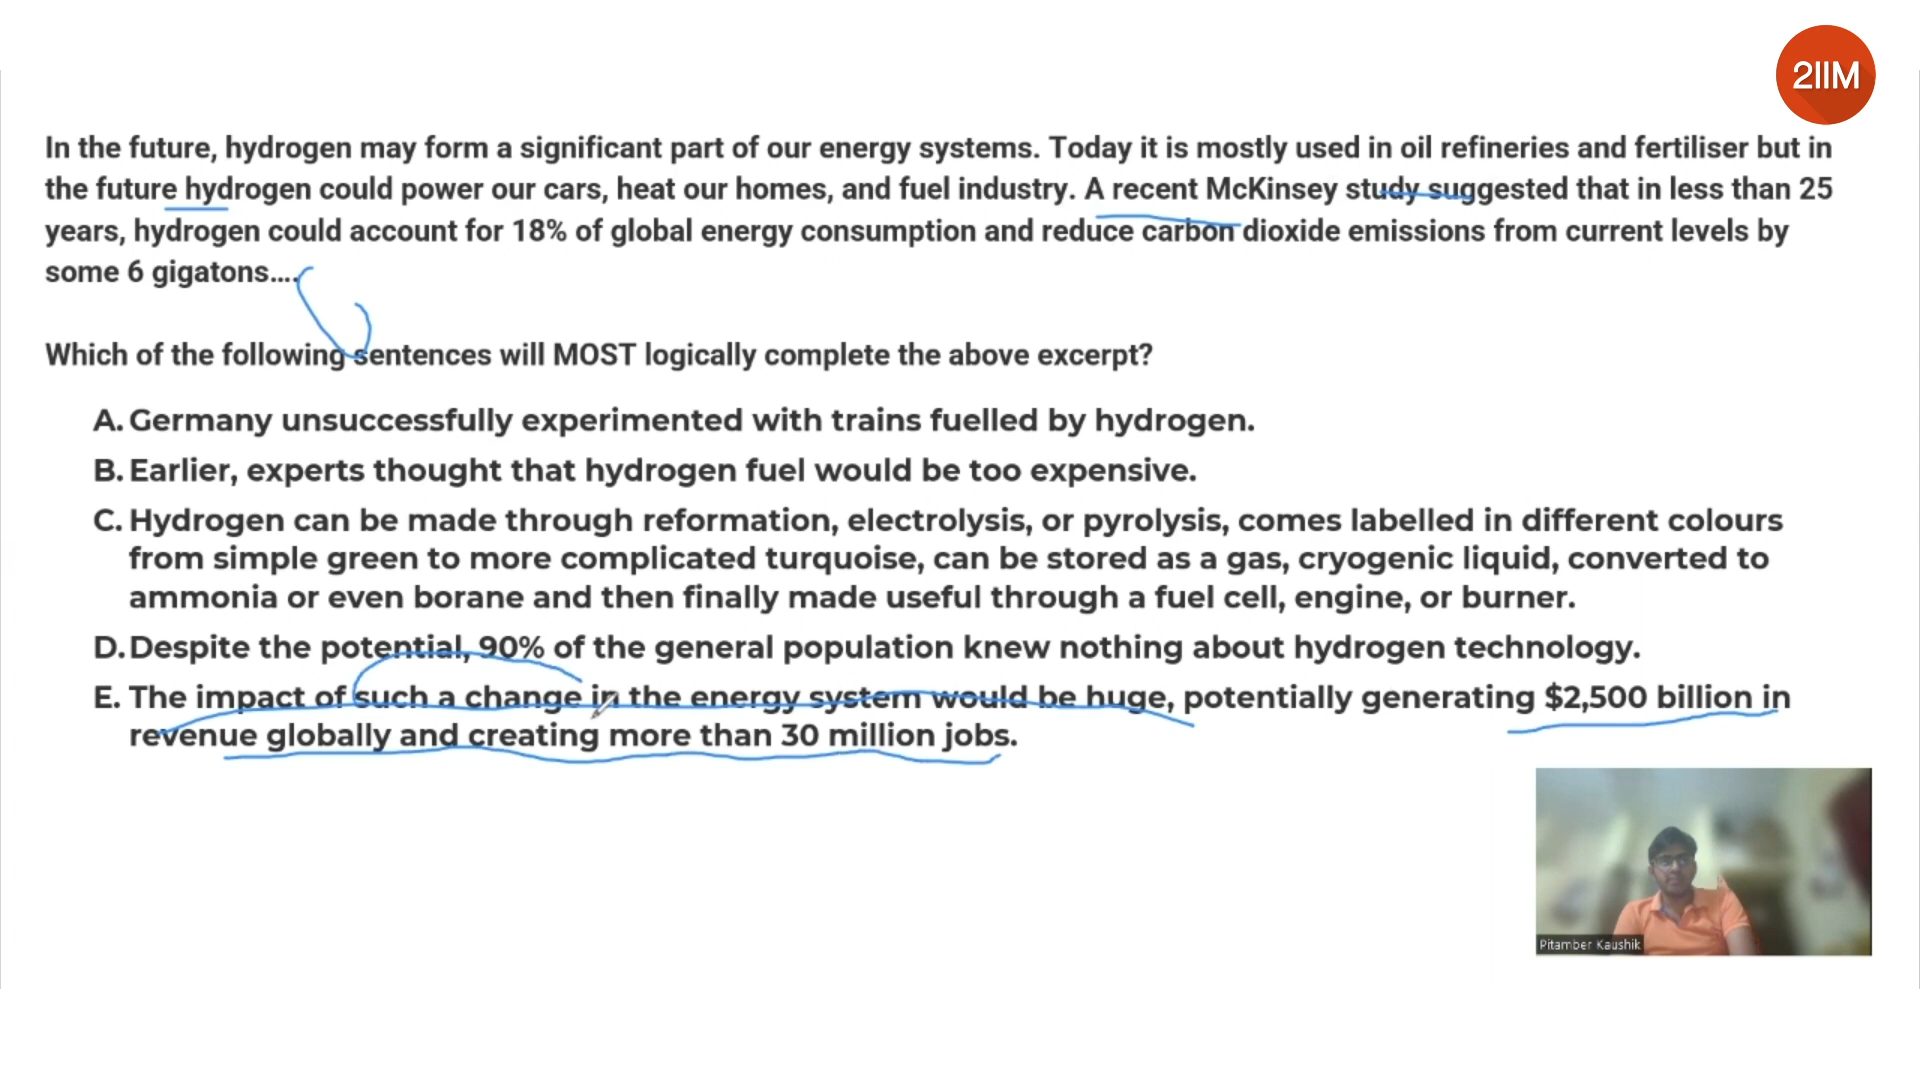 2IIM
In the future, hydrogen may form a significant part of our energy systems. Today it is mostly used in oil refineries and fertiliser but in
the future hydrogen could power our cars, heat our homes, and fuel industry. A recent McKinsey study suggested that in less than 25
years, hydrogen could account for 18% of global energy consumption and reduce carbon dioxide emissions from current levels by
some 6 gigatons....
Which of the following sentences will MOST logically complete the above excerpt?
A. Germany unsuccessfully experimented with trains fuelled by hydrogen.
B. Earlier, experts thought that hydrogen fuel would be too expensive.
C. Hydrogen can be made through reformation, electrolysis, or pyrolysis, comes labelled in different colours
from simple green to more complicated turquoise, can be stored as a gas, cryogenic liquid, converted to
ammonia or even borane and then finally made useful through a fuel cell, engine, or burner.
D. Despite the potential, 90% of the general population knew nothing about hydrogen technology.
E. The impact of such a change in the energy system would be huge, potentially generating $2,500 billion in
revenue globally and creating more than 30 million jobs.
Pitamber Kaushik